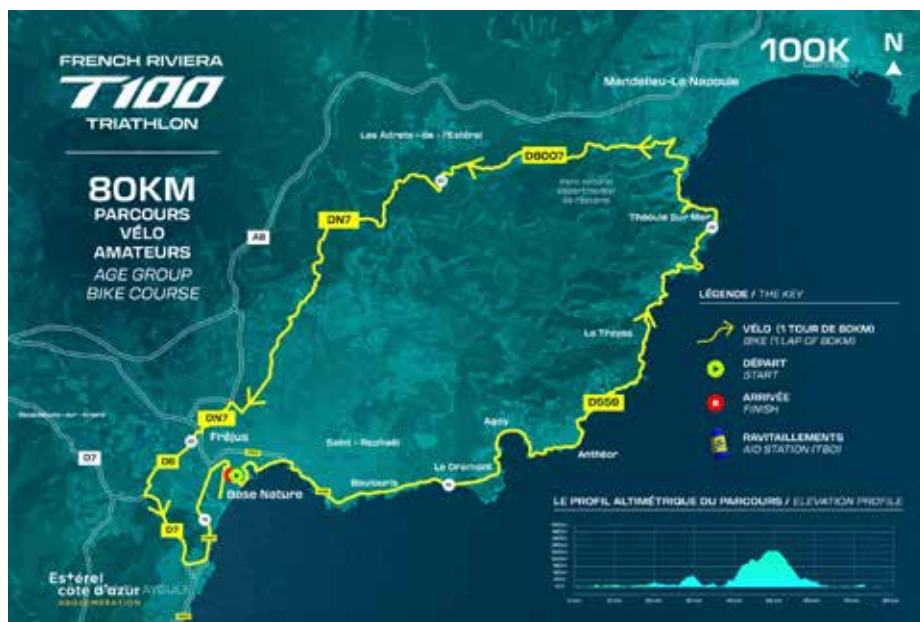 FRENCH RIVIERA
T100
TRIATHLON
80KM
PARCOURS
VÉLO
AMATEURS
AGE GROUP
BIKE COURSE
100K
N
Mandelieu-La Napoule
Les Adrets-de-l'Estérel
D6007
DN7
A8
Théoule Sur Mer
Le Trayas
D559
Agay
Anthéor
Le Dramont
Boulouris
Saint-Raphaël
DN7
Fréjus
D8
D7
D7
Base Nature
LÉGENDE / THE KEY
VÉLO (1 TOUR DE 80KM)
BIKE (1 LAP OF 80KM)
DÉPART
START
ARRIVÉE
FINISH
RAVITAILLEMENTS
AID STATION (TBD)
LE PROFIL ALTIMÉTRIQUE DU PARCOURS / ELEVATION PROFILE
Estérel
côte d'azur
AGGLOMÉRATION